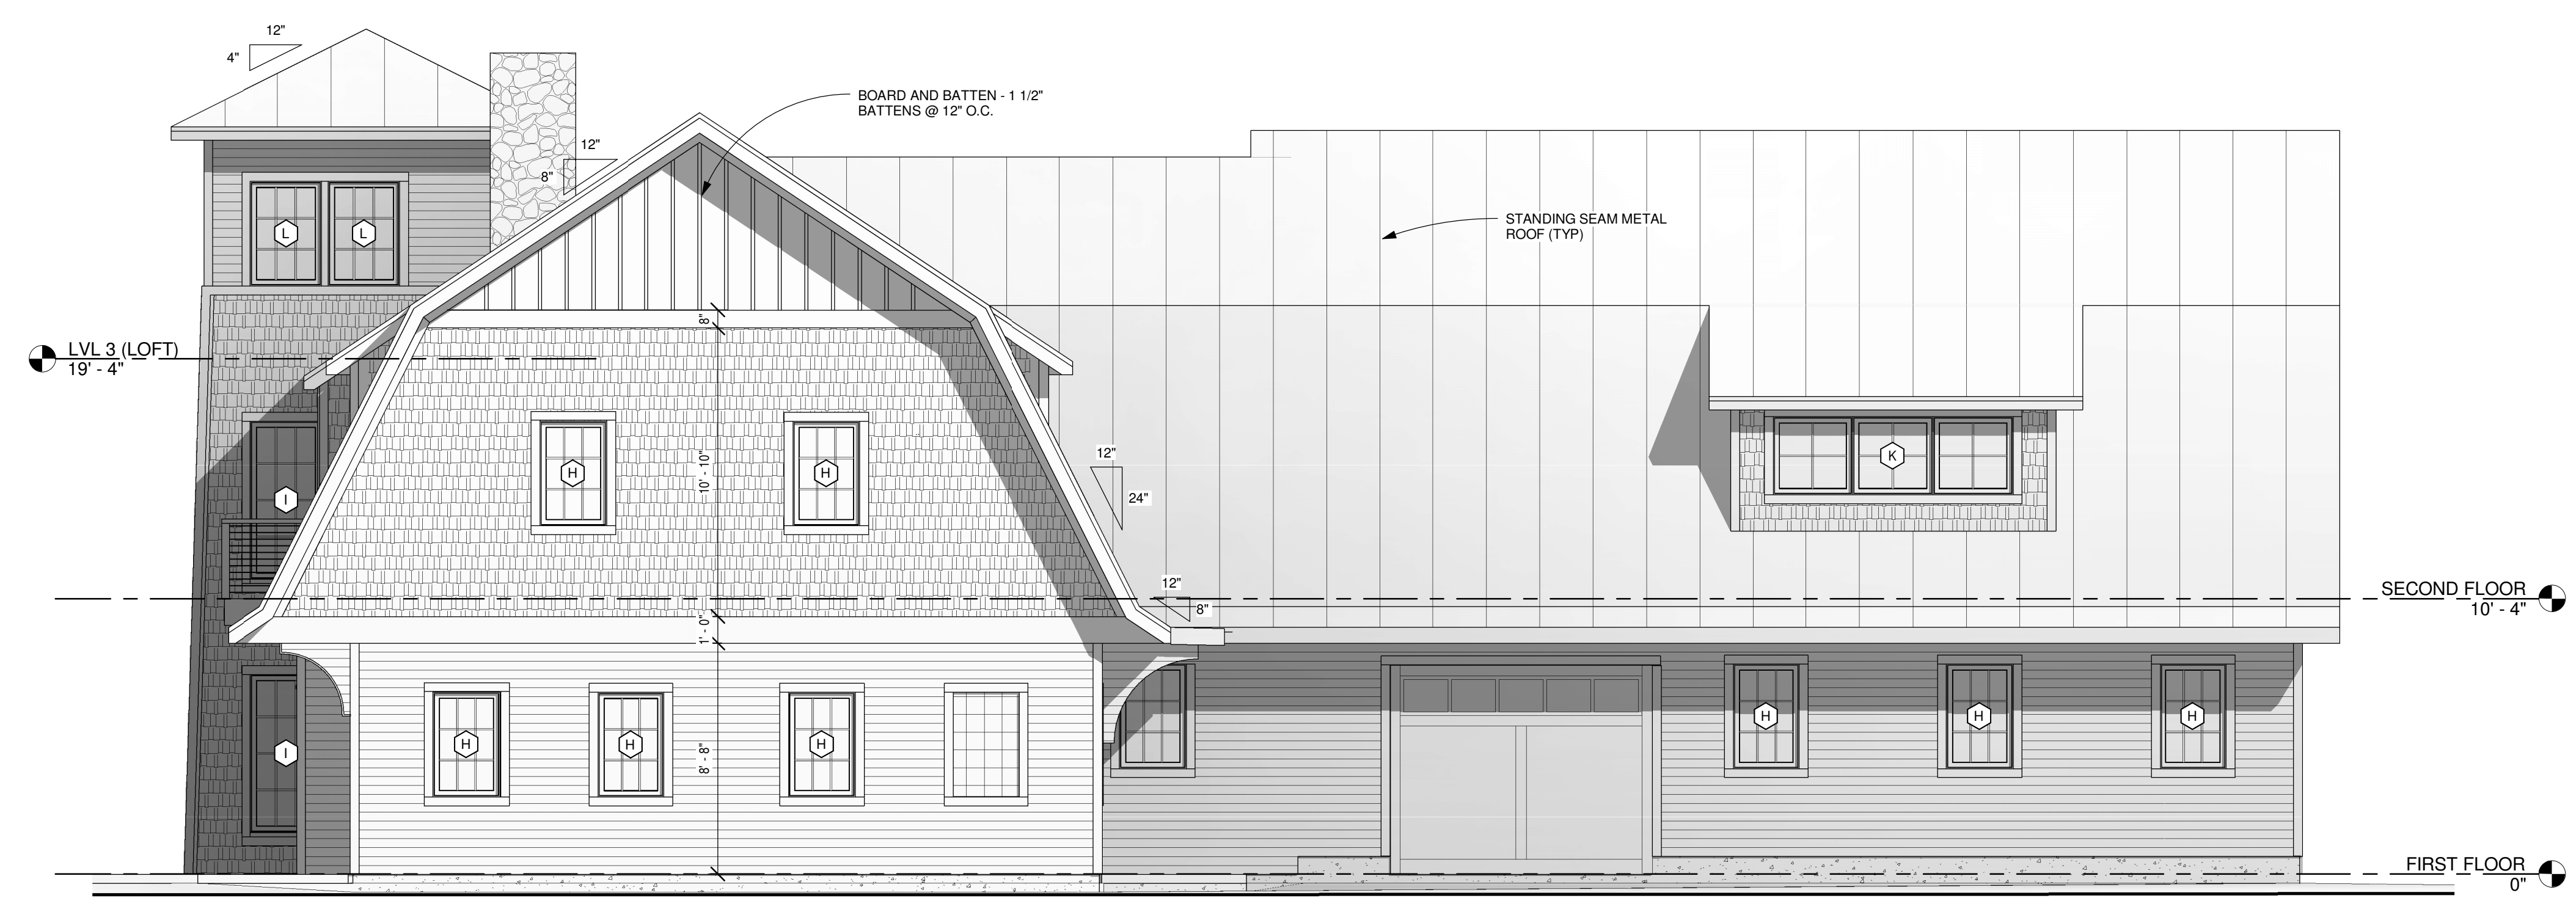 12"
4"
BOARD AND BATTEN - 1 1/2"
BATTENS @ 12" O.C.
12"
8"
STANDING SEAM METAL
ROOF (TYP)
L
L
8"
LVL 3 (LOFT)
19' - 4"
12"
24"
10' - 10"
H
H
K
I
12"
8"
SECOND FLOOR
10' - 4"
1' - 0"
H
H
H
H
H
H
I
8' - 8"
FIRST FLOOR
0"